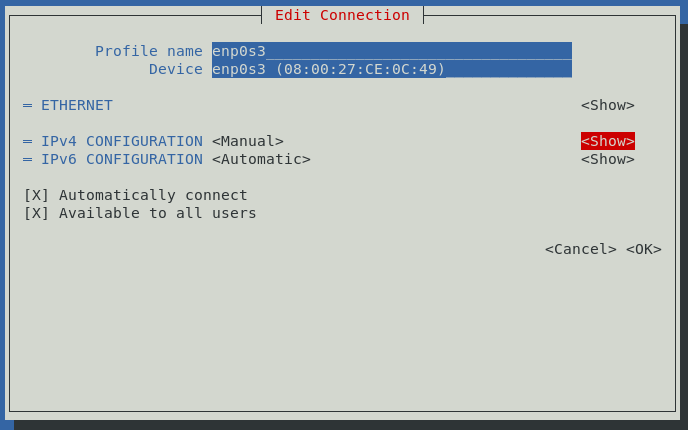 Edit Connection
Profile name enp0s3
Device enp0s3 (08:00:27:CE:0C:49)
= ETHERNET <Show>
= IPv4 CONFIGURATION <Manual> <Show>
= IPv6 CONFIGURATION <Automatic> <Show>
[X] Automatically connect
[X] Available to all users
<Cancel> <OK>